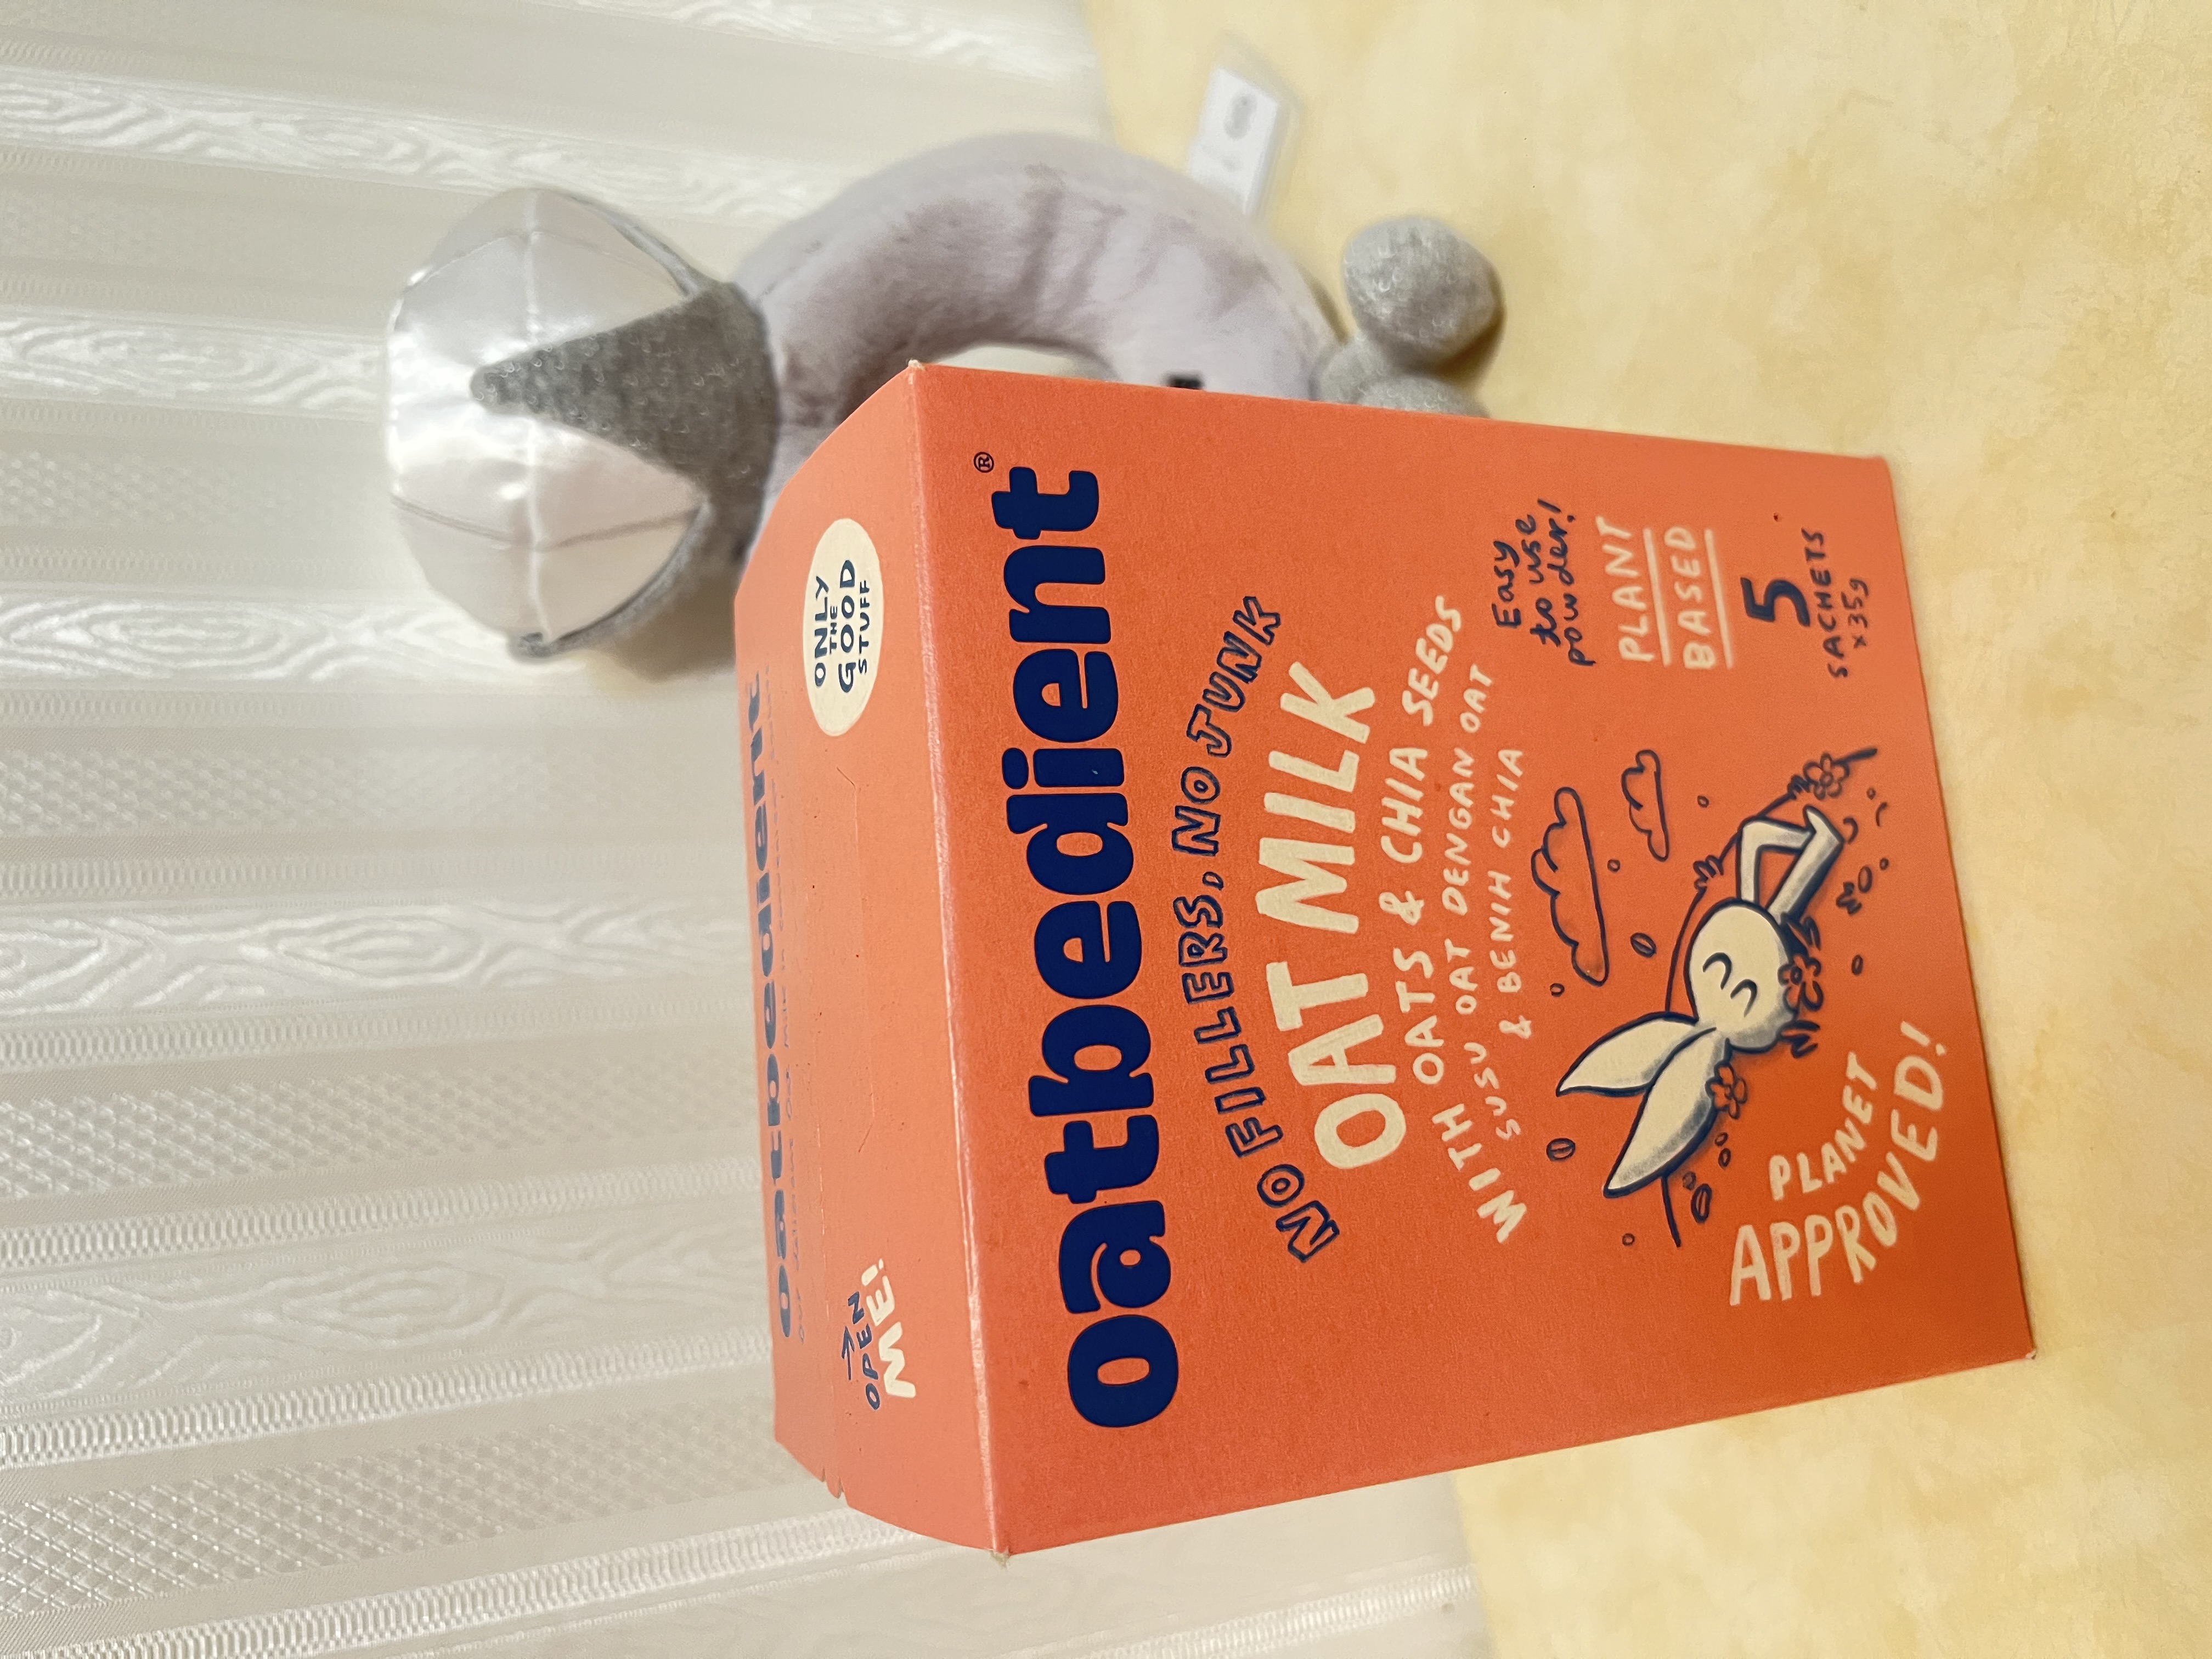 oatbedient
ONLY
THE
GOOD
STUFF
→
OPEN
ME!
oatbedient®
NO FILLERS. NO JUNK
OAT MILK
WITH OATS & CHIA SEEDS
SUSU OAT DENGAN OAT
& BENIH CHIA
Easy
to use
powder!
PLANT
BASED
5
SACHETS
x35g
PLANET
APPROVED!